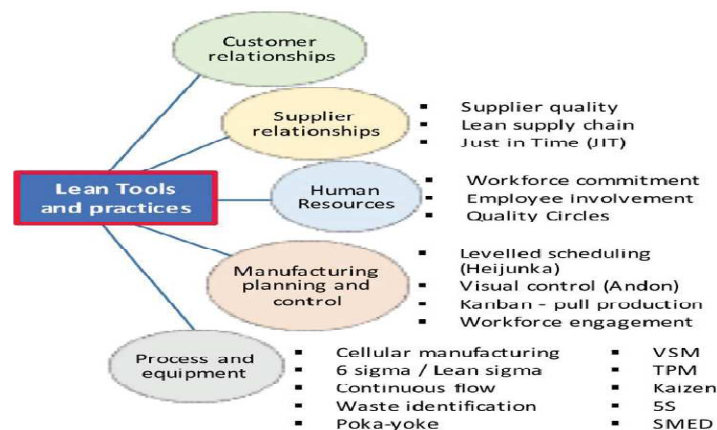 Customer
relationships
Supplier
relationships
▪ Supplier quality
▪ Lean supply chain
▪ Just in Time (JIT)
Lean Tools
and practices
Human
Resources
▪ Workforce commitment
▪ Employee involvement
▪ Quality Circles
Manufacturing
planning and
control
▪ Levelled scheduling
(Heijunka)
▪ Visual control (Andon)
▪ Kanban - pull production
▪ Workforce engagement
Process and
equipment
▪ Cellular manufacturing
▪ 6 sigma / Lean sigma
▪ Continuous flow
▪ Waste identification
▪ Poka-yoke
▪ VSM
▪ TPM
▪ Kaizen
▪ 5S
▪ SMED